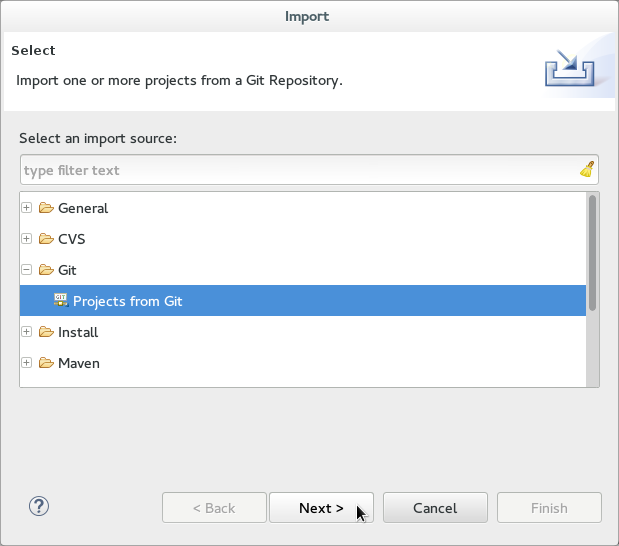 Import
Select
Import one or more projects from a Git Repository.
Select an import source:
type filter text
General
CVS
Git
GIT Projects from Git
Install
Maven
? < Back Next > Cancel Finish